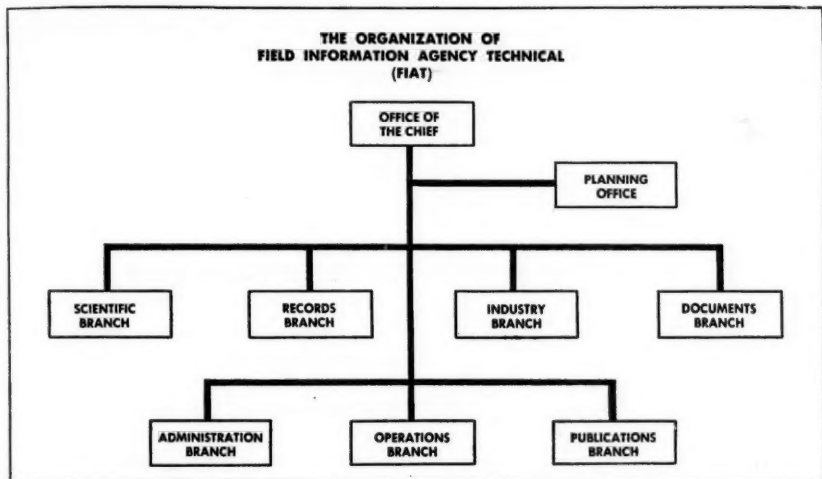 THE ORGANIZATION OF
FIELD INFORMATION AGENCY TECHNICAL
(FIAT)
OFFICE OF
THE CHIEF
PLANNING
OFFICE
SCIENTIFIC
BRANCH
RECORDS
BRANCH
INDUSTRY
BRANCH
DOCUMENTS
BRANCH
ADMINISTRATION
BRANCH
OPERATIONS
BRANCH
PUBLICATIONS
BRANCH